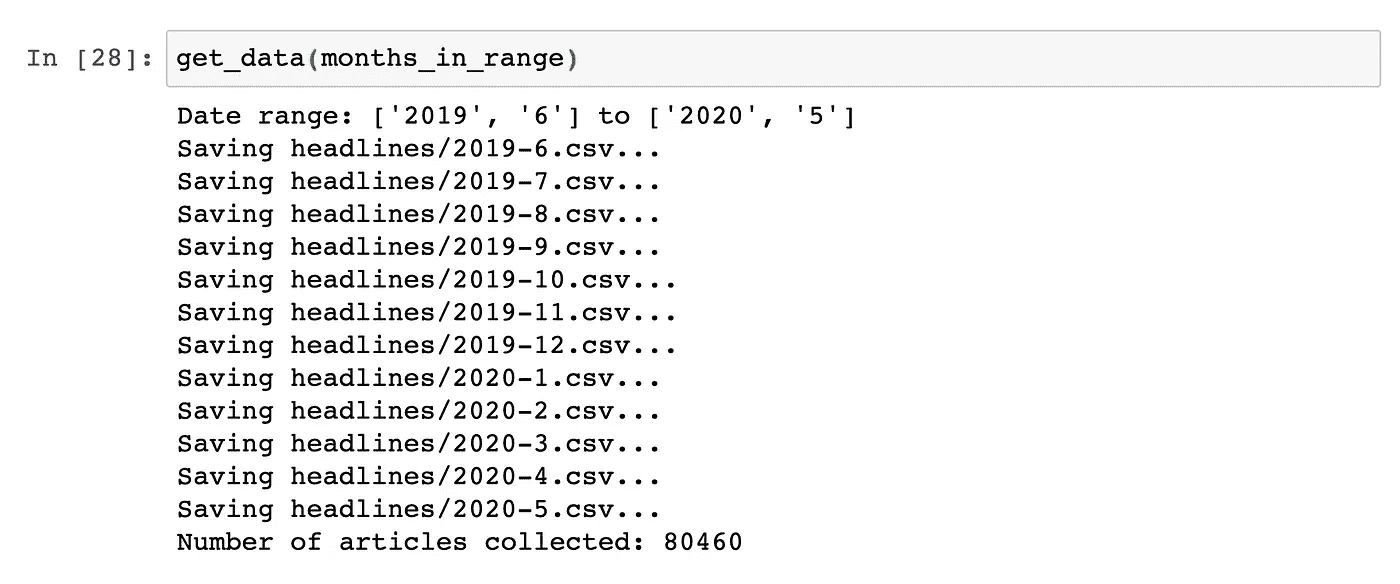 In [28]: get_data(months_in_range)
Date range: ['2019', '6'] to ['2020', '5']
Saving headlines/2019-6.csv...
Saving headlines/2019-7.csv...
Saving headlines/2019-8.csv...
Saving headlines/2019-9.csv...
Saving headlines/2019-10.csv...
Saving headlines/2019-11.csv...
Saving headlines/2019-12.csv...
Saving headlines/2020-1.csv...
Saving headlines/2020-2.csv...
Saving headlines/2020-3.csv...
Saving headlines/2020-4.csv...
Saving headlines/2020-5.csv...
Number of articles collected: 80460